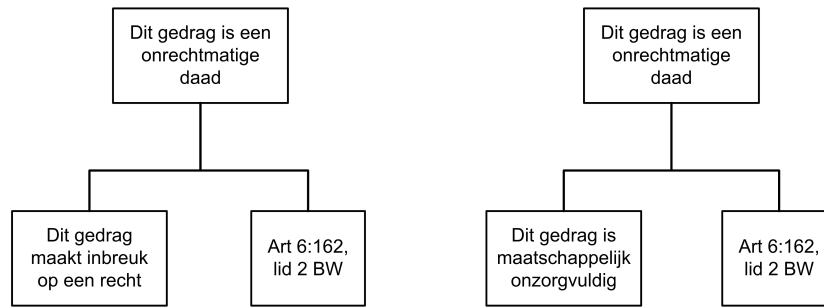 Dit gedrag is een
onrechtmatige
daad
Dit gedrag
maakt inbreuk
op een recht
Art 6:162,
lid 2 BW
Dit gedrag is een
onrechtmatige
daad
Dit gedrag is
maatschappelijk
onzorgvuldig
Art 6:162,
lid 2 BW